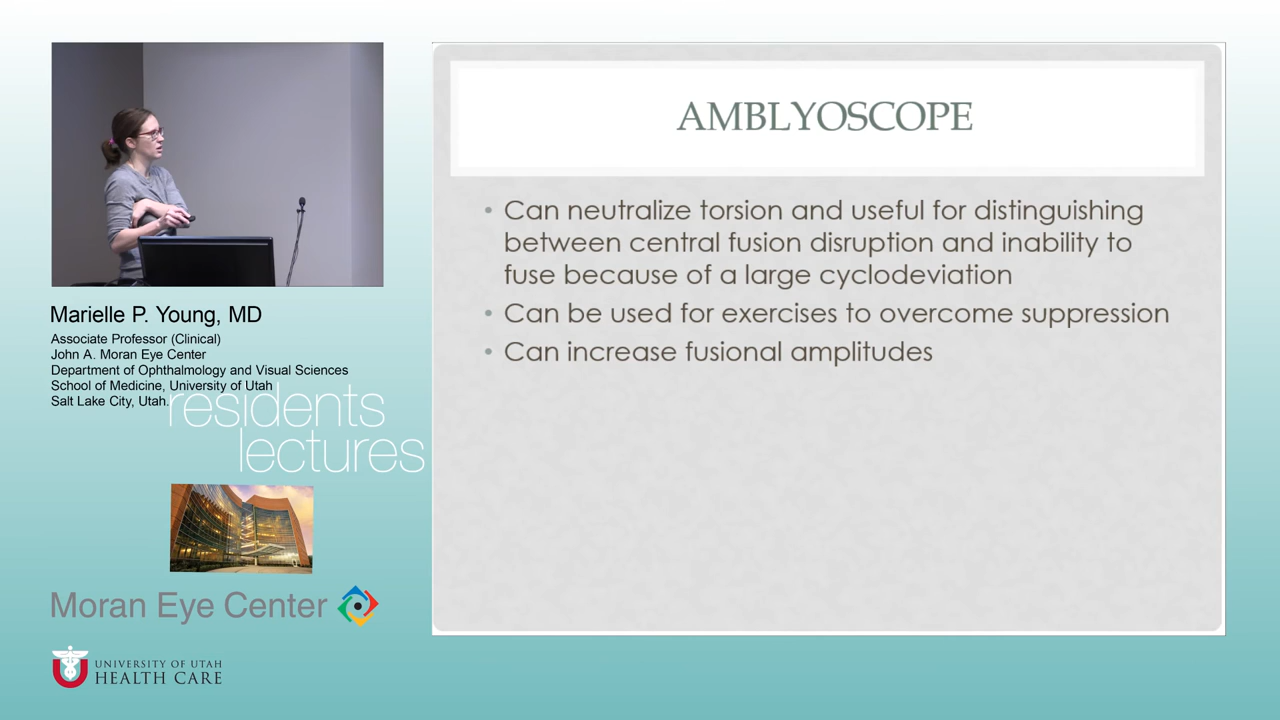 AMBLYOSCOPE
• Can neutralize torsion and useful for distinguishing
between central fusion disruption and inability to
fuse because of a large cyclodeviation
• Can be used for exercises to overcome suppression
• Can increase fusional amplitudes
Marielle P. Young, MD
Associate Professor (Clinical)
John A. Moran Eye Center
Department of Ophthalmology and Visual Sciences
School of Medicine, University of Utah
Salt Lake City, Utah.
residents
lectures
Moran Eye Center
UNIVERSITY OF UTAH
HEALTH CARE